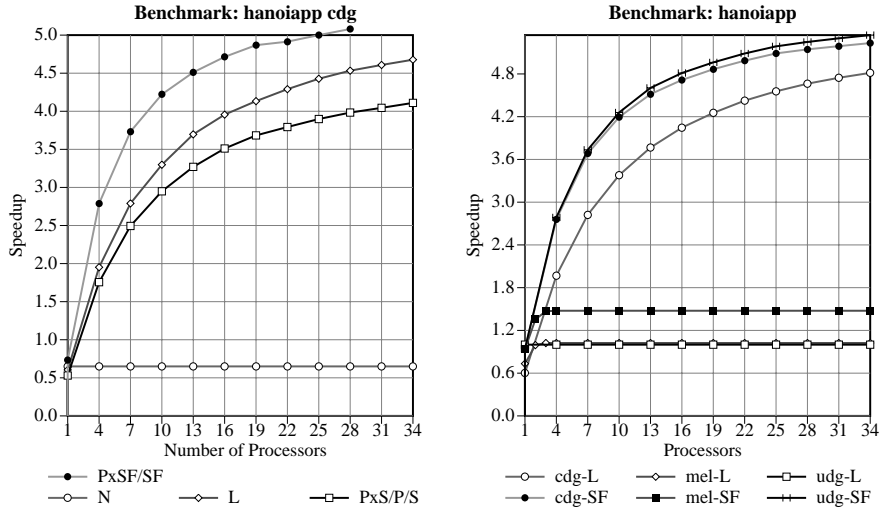 Benchmark: hanoiapp cdg
Speedup
5.0
4.5
4.0
3.5
3.0
2.5
2.0
1.5
1.0
0.5
0.0
1 4 7 10 13 16 19 22 25 28 31 34
Number of Processors
PxSF/SF
N L PxS/P/S
Benchmark: hanoiapp
Speedup
4.8
4.2
3.6
3.0
2.4
1.8
1.2
0.6
0.0
1 4 7 10 13 16 19 22 25 28 31 34
Processors
cdg-L mel-L udg-L
cdg-SF mel-SF udg-SF